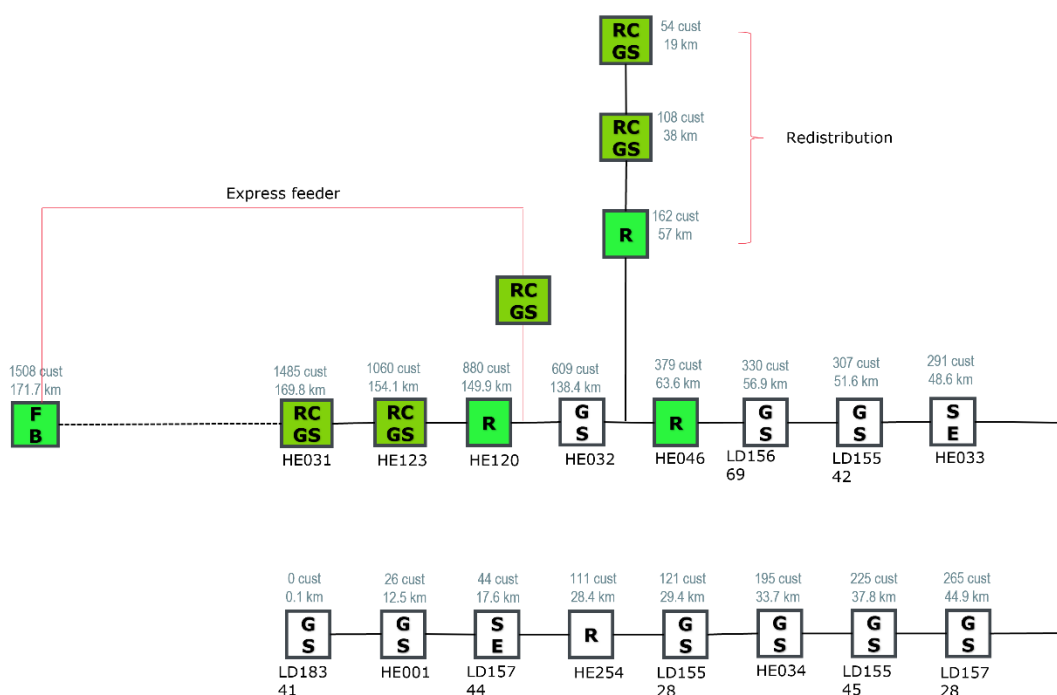 RC
GS
54 cust
19 km
RC
GS
108 cust
38 km
Redistribution
Express feeder
R
162 cust
57 km
RC
GS
1508 cust
171.7 km
1485 cust
169.8 km
1060 cust
154.1 km
880 cust
149.9 km
609 cust
138.4 km
379 cust
63.6 km
330 cust
56.9 km
307 cust
51.6 km
291 cust
48.6 km
F
B
RC
GS
RC
GS
R
G
S
R
G
S
G
S
S
E
HE031
HE123
HE120
HE032
HE046
LD156
69
LD155
42
HE033
0 cust
0.1 km
26 cust
12.5 km
44 cust
17.6 km
111 cust
28.4 km
121 cust
29.4 km
195 cust
33.7 km
225 cust
37.8 km
265 cust
44.9 km
G
S
G
S
S
E
R
G
S
G
S
G
S
G
S
LD183
41
HE001
LD157
44
HE254
LD155
28
HE034
LD155
45
LD157
28